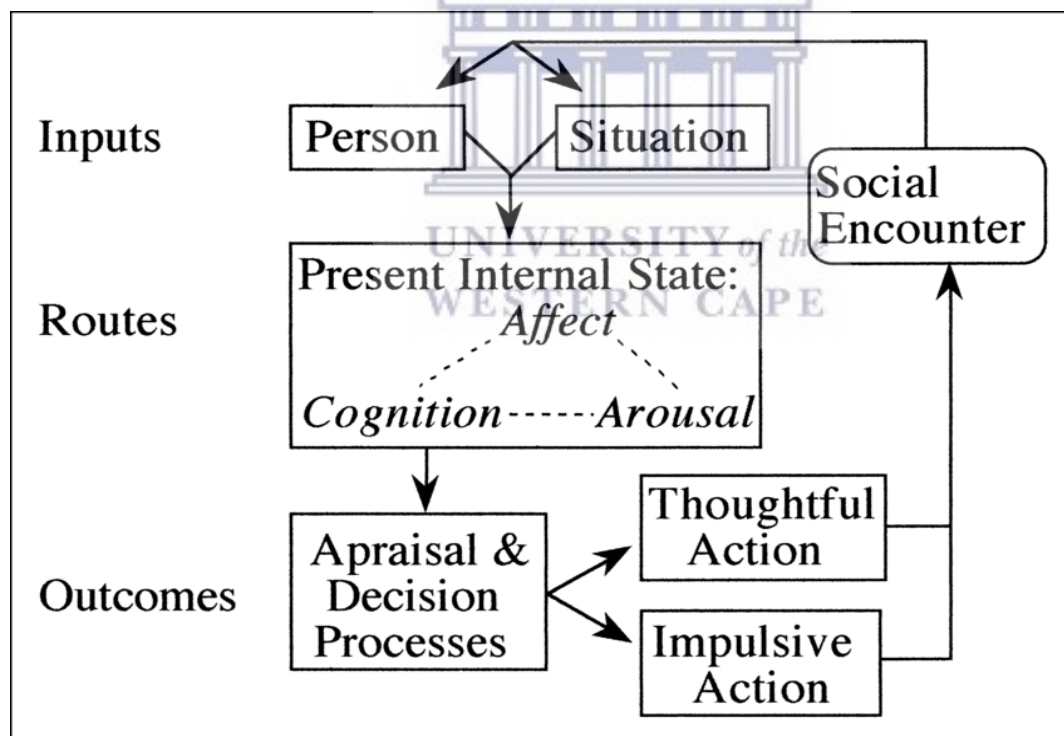 Inputs
Person
Situation
Social
Encounter
UNIVERSITY of the
WESTERN CAPE
Routes
Present Internal State:
Affect
Cognition
Arousal
Outcomes
Apraisal &
Decision
Processes
Thoughtful
Action
Impulsive
Action